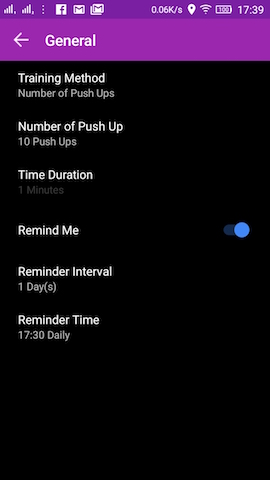 0.06K/s 100 17:39
General
Training Method
Number of Push Ups
Number of Push Up
10 Push Ups
Time Duration
1 Minutes
Remind Me
Reminder Interval
1 Day(s)
Reminder Time
17:30 Daily